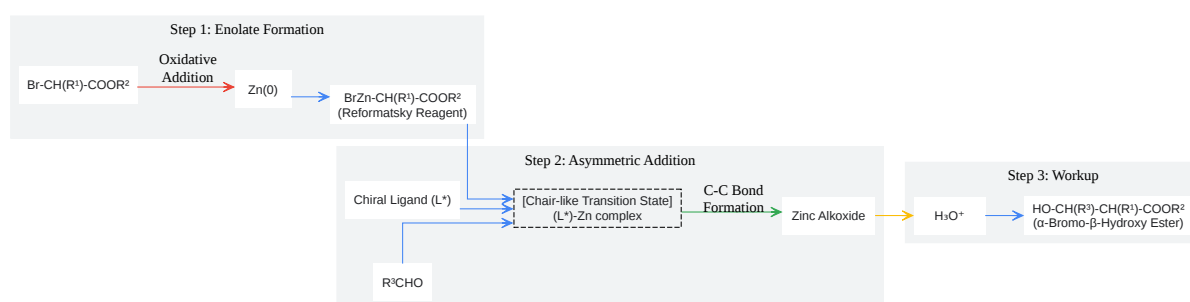 Step 1: Enolate Formation
Oxidative
Addition
Br-CH(R¹)-COOR²
Zn(0)
BrZn-CH(R¹)-COOR²
(Reformatsky Reagent)
Step 2: Asymmetric Addition
Chiral Ligand (L*)
[Chair-like Transition State]
(L*)-Zn complex
C-C Bond
Formation
Zinc Alkoxide
R³CHO
Step 3: Workup
H₃O⁺
HO-CH(R³)-CH(R¹)-COOR²
(α-Bromo-β-Hydroxy Ester)